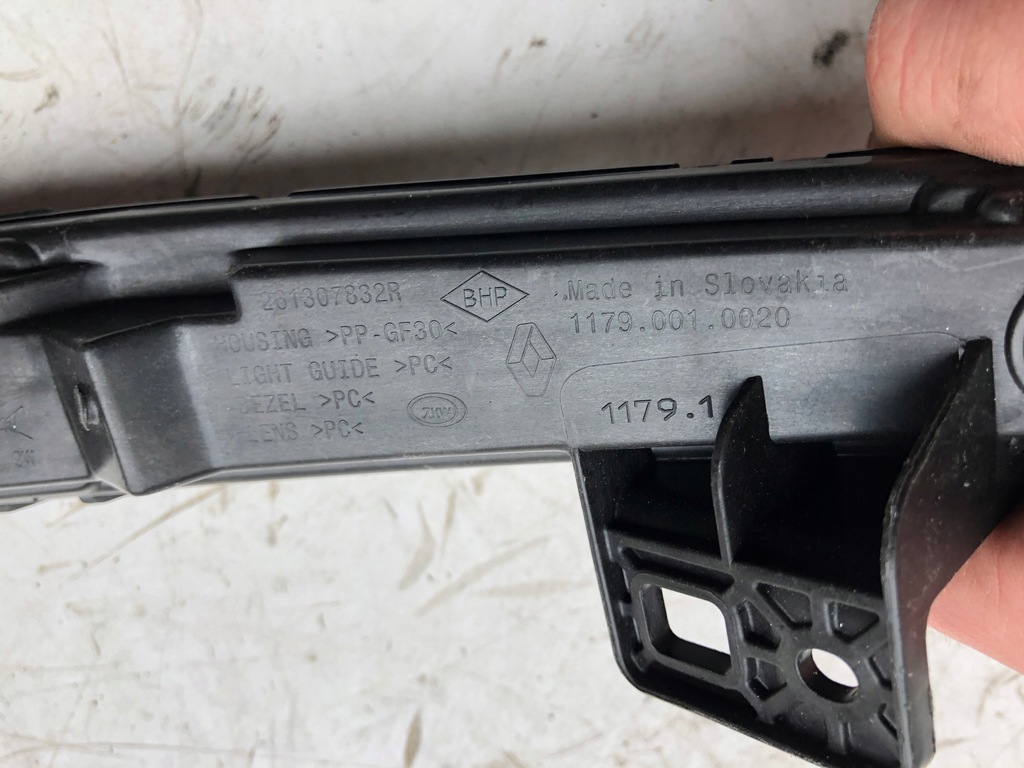 261307832R
BHP
Made in Slovakia
1179.001.0020
HOUSING >PP-GF30<
LIGHT GUIDE >PC<
BEZEL >PC<
LENS >PC<
ZKW
1179.1